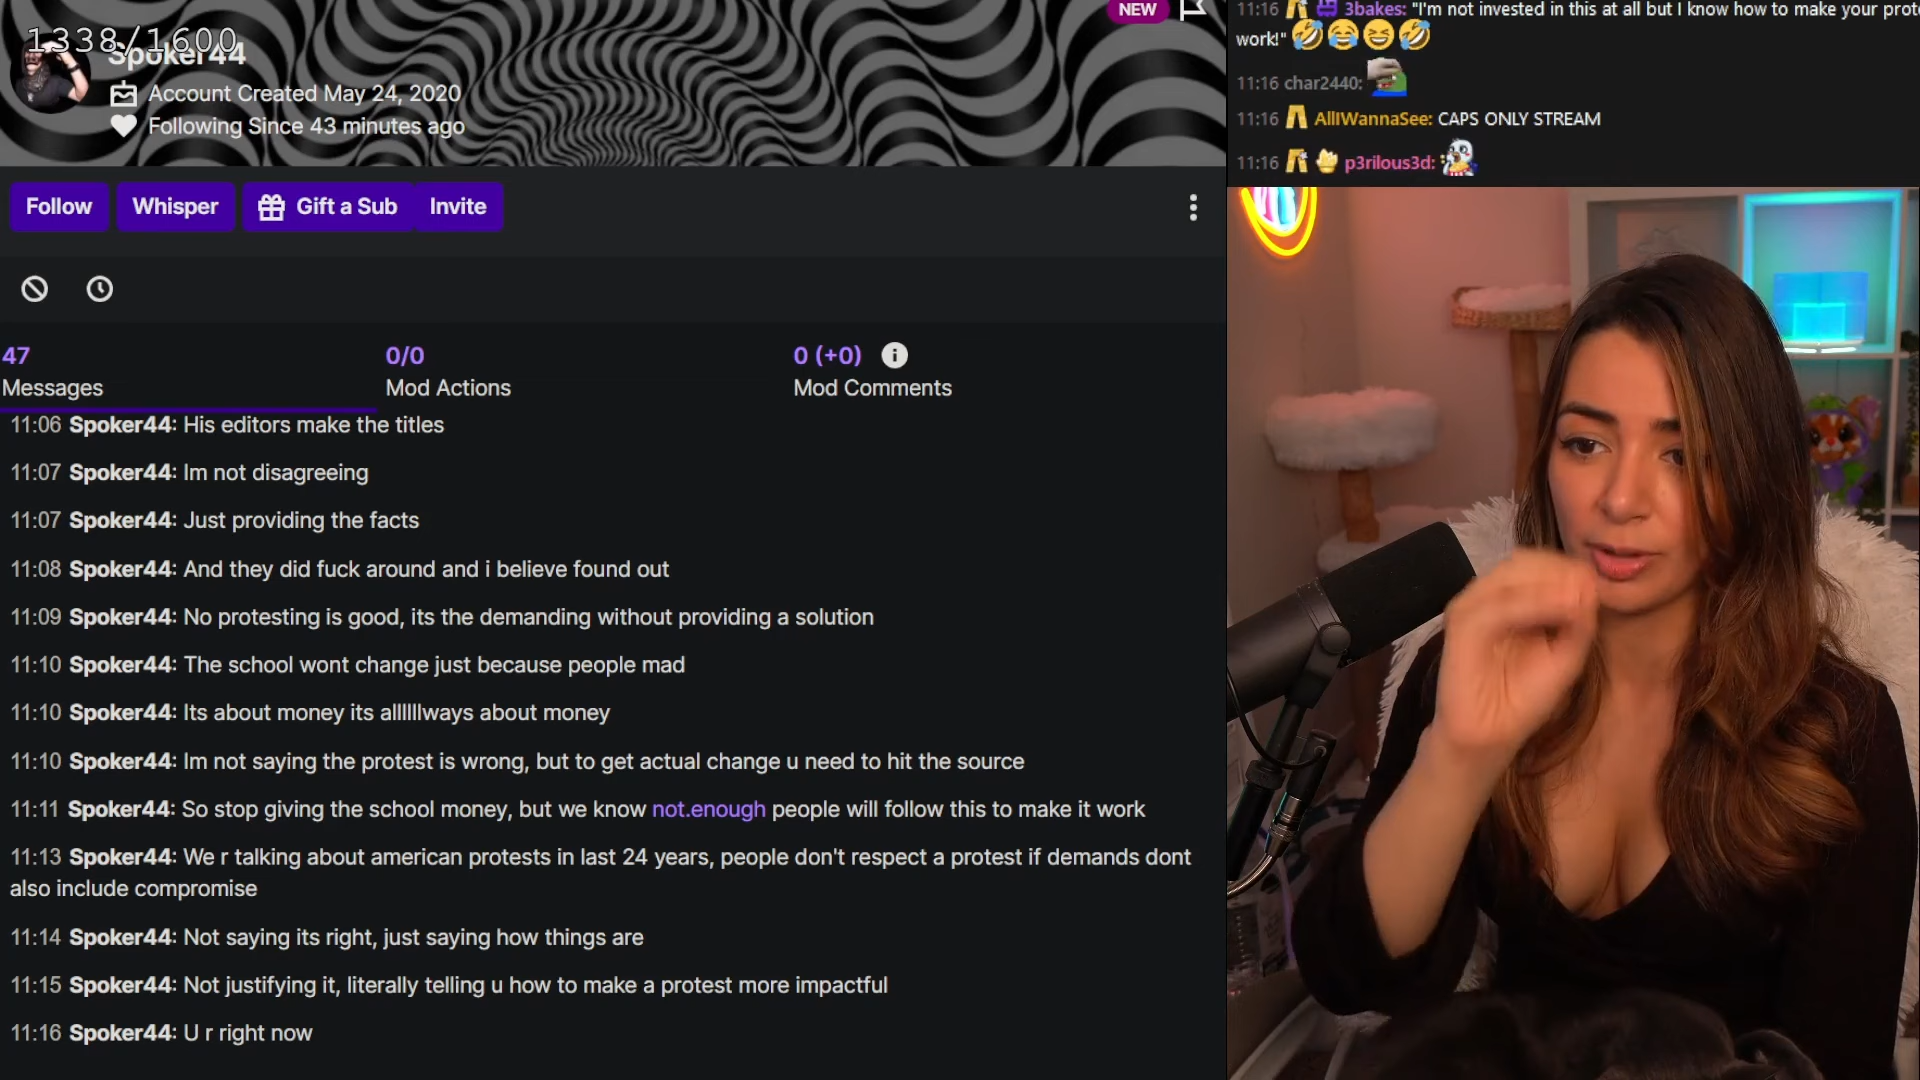 1338/1600
Spoker44
Account Created May 24, 2020
Following Since 43 minutes ago
NEW
Follow
Whisper
Gift a Sub
Invite
47
Messages
0/0
Mod Actions
0 (+0)
Mod Comments
11:06 Spoker44: His editors make the titles
11:07 Spoker44: Im not disagreeing
11:07 Spoker44: Just providing the facts
11:08 Spoker44: And they did fuck around and i believe found out
11:09 Spoker44: No protesting is good, its the demanding without providing a solution
11:10 Spoker44: The school wont change just because people mad
11:10 Spoker44: Its about money its allllllways about money
11:10 Spoker44: Im not saying the protest is wrong, but to get actual change u need to hit the source
11:11 Spoker44: So stop giving the school money, but we know not.enough people will follow this to make it work
11:13 Spoker44: We r talking about american protests in last 24 years, people don't respect a protest if demands dont
also include compromise
11:14 Spoker44: Not saying its right, just saying how things are
11:15 Spoker44: Not justifying it, literally telling u how to make a protest more impactful
11:16 Spoker44: U r right now
11:16 3bakes: "I'm not invested in this at all but I know how to make your prote
work!" 🤣😂😆🤣
11:16 char2440:
11:16 AllIWannaSee: CAPS ONLY STREAM
11:16 p3rilous3d: